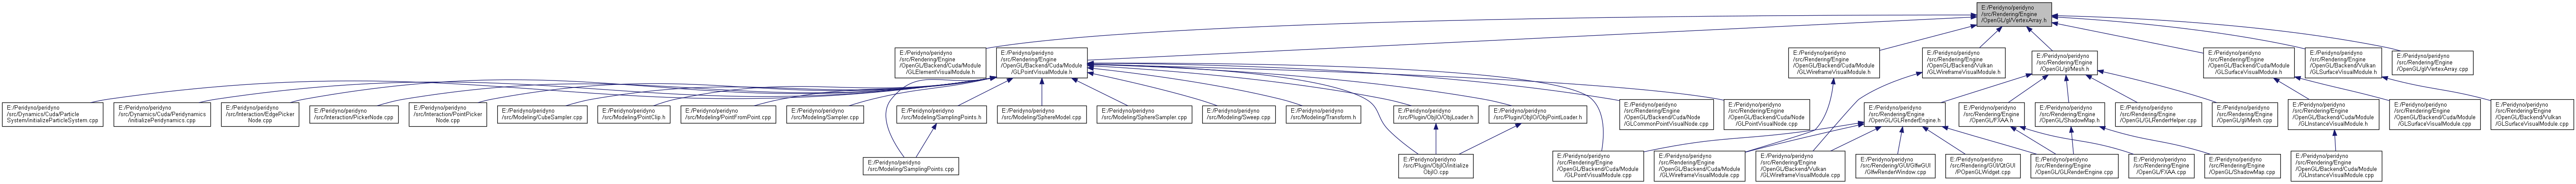 E:/Peridyno/peridyno
/src/Rendering/Engine
/OpenGL/gl/VertexArray.h
E:/Peridyno/peridyno
/src/Rendering/Engine
/OpenGL/Backend/Cuda/Module
/GLElementVisualModule.h
E:/Peridyno/peridyno
/src/Rendering/Engine
/OpenGL/Backend/Cuda/Module
/GLPointVisualModule.h
E:/Peridyno/peridyno
/src/Rendering/Engine
/OpenGL/Backend/Cuda/Module
/GLWireframeVisualModule.h
E:/Peridyno/peridyno
/src/Rendering/Engine
/OpenGL/Backend/Vulkan
/GLWireframeVisualModule.h
E:/Peridyno/peridyno
/src/Rendering/Engine
/OpenGL/gl/Mesh.h
E:/Peridyno/peridyno
/src/Rendering/Engine
/OpenGL/Backend/Cuda/Module
/GLSurfaceVisualModule.h
E:/Peridyno/peridyno
/src/Rendering/Engine
/OpenGL/Backend/Vulkan
/GLSurfaceVisualModule.h
E:/Peridyno/peridyno
/src/Rendering/Engine
/OpenGL/gl/VertexArray.cpp
E:/Peridyno/peridyno
/src/Dynamics/Cuda/Particle
System/initializeParticleSystem.cpp
E:/Peridyno/peridyno
/src/Dynamics/Cuda/Peridynamics
/initializePeridynamics.cpp
E:/Peridyno/peridyno
/src/Interaction/EdgePicker
Node.cpp
E:/Peridyno/peridyno
/src/Interaction/PickerNode.cpp
E:/Peridyno/peridyno
/src/Interaction/PointPicker
Node.cpp
E:/Peridyno/peridyno
/src/Modeling/CubeSampler.cpp
E:/Peridyno/peridyno
/src/Modeling/PointClip.h
E:/Peridyno/peridyno
/src/Modeling/PointFromPoint.cpp
E:/Peridyno/peridyno
/src/Modeling/Sampler.cpp
E:/Peridyno/peridyno
/src/Modeling/SamplingPoints.h
E:/Peridyno/peridyno
/src/Modeling/SphereModel.cpp
E:/Peridyno/peridyno
/src/Modeling/SphereSampler.cpp
E:/Peridyno/peridyno
/src/Modeling/Sweep.cpp
E:/Peridyno/peridyno
/src/Modeling/Transform.h
E:/Peridyno/peridyno
/src/Plugin/ObjIO/ObjLoader.h
E:/Peridyno/peridyno
/src/Plugin/ObjIO/ObjPointLoader.h
E:/Peridyno/peridyno
/src/Rendering/Engine
/OpenGL/Backend/Cuda/Node
/GLCommonPointVisualNode.cpp
E:/Peridyno/peridyno
/src/Rendering/Engine
/OpenGL/Backend/Cuda/Node
/GLPointVisualNode.cpp
E:/Peridyno/peridyno
/src/Rendering/Engine
/OpenGL/GLRenderEngine.h
E:/Peridyno/peridyno
/src/Rendering/Engine
/OpenGL/FXAA.h
E:/Peridyno/peridyno
/src/Rendering/Engine
/OpenGL/ShadowMap.h
E:/Peridyno/peridyno
/src/Rendering/Engine
/OpenGL/GLRenderHelper.cpp
E:/Peridyno/peridyno
/src/Rendering/Engine
/OpenGL/gl/Mesh.cpp
E:/Peridyno/peridyno
/src/Rendering/Engine
/OpenGL/Backend/Cuda/Module
/GLInstanceVisualModule.h
E:/Peridyno/peridyno
/src/Rendering/Engine
/OpenGL/Backend/Cuda/Module
/GLSurfaceVisualModule.cpp
E:/Peridyno/peridyno
/src/Rendering/Engine
/OpenGL/Backend/Vulkan
/GLSurfaceVisualModule.cpp
E:/Peridyno/peridyno
/src/Modeling/SamplingPoints.cpp
E:/Peridyno/peridyno
/src/Plugin/ObjIO/initialize
ObjIO.cpp
E:/Peridyno/peridyno
/src/Rendering/Engine
/OpenGL/Backend/Cuda/Module
/GLPointVisualModule.cpp
E:/Peridyno/peridyno
/src/Rendering/Engine
/OpenGL/Backend/Cuda/Module
/GLWireframeVisualModule.cpp
E:/Peridyno/peridyno
/src/Rendering/Engine
/OpenGL/Backend/Vulkan
/GLWireframeVisualModule.cpp
E:/Peridyno/peridyno
/src/Rendering/GUI/GlfwGUI
/GlfwRenderWindow.cpp
E:/Peridyno/peridyno
/src/Rendering/GUI/QtGUI
/POpenGLWidget.cpp
E:/Peridyno/peridyno
/src/Rendering/Engine
/OpenGL/GLRenderEngine.cpp
E:/Peridyno/peridyno
/src/Rendering/Engine
/OpenGL/FXAA.cpp
E:/Peridyno/peridyno
/src/Rendering/Engine
/OpenGL/ShadowMap.cpp
E:/Peridyno/peridyno
/src/Rendering/Engine
/OpenGL/Backend/Cuda/Module
/GLInstanceVisualModule.cpp